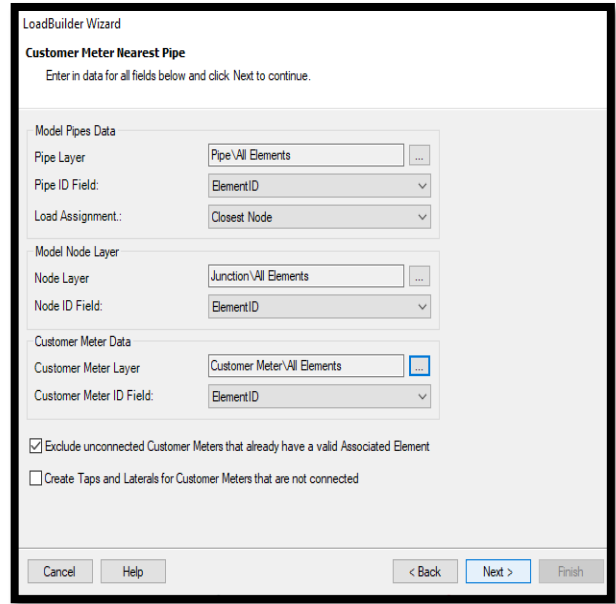 LoadBuilder Wizard
Customer Meter Nearest Pipe
Enter in data for all fields below and click Next to continue.
Model Pipes Data
Pipe Layer Pipe\All Elements ...
Pipe ID Field: ElementID
Load Assignment.: Closest Node
Model Node Layer
Node Layer Junction\All Elements ...
Node ID Field: ElementID
Customer Meter Data
Customer Meter Layer Customer Meter\All Elements ...
Customer Meter ID Field: ElementID
Exclude unconnected Customer Meters that already have a valid Associated Element
Create Taps and Laterals for Customer Meters that are not connected
Cancel Help < Back Next > Finish